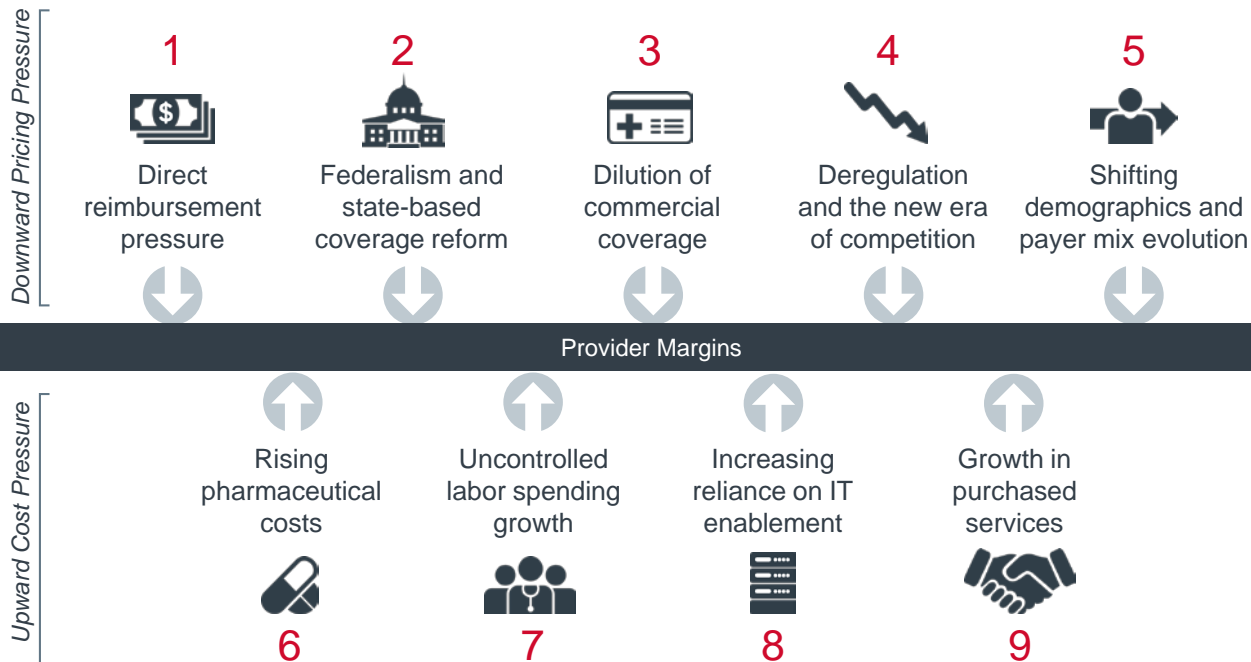 Downward Pricing Pressure
1
2
3
4
5
$
Direct
reimbursement
pressure
Federalism and
state-based
coverage reform
Dilution of
commercial
coverage
Deregulation
and the new era
of competition
Shifting
demographics and
payer mix evolution
Provider Margins
Upward Cost Pressure
Rising
pharmaceutical
costs
Uncontrolled
labor spending
growth
Increasing
reliance on IT
enablement
Growth in
purchased
services
6
7
8
9